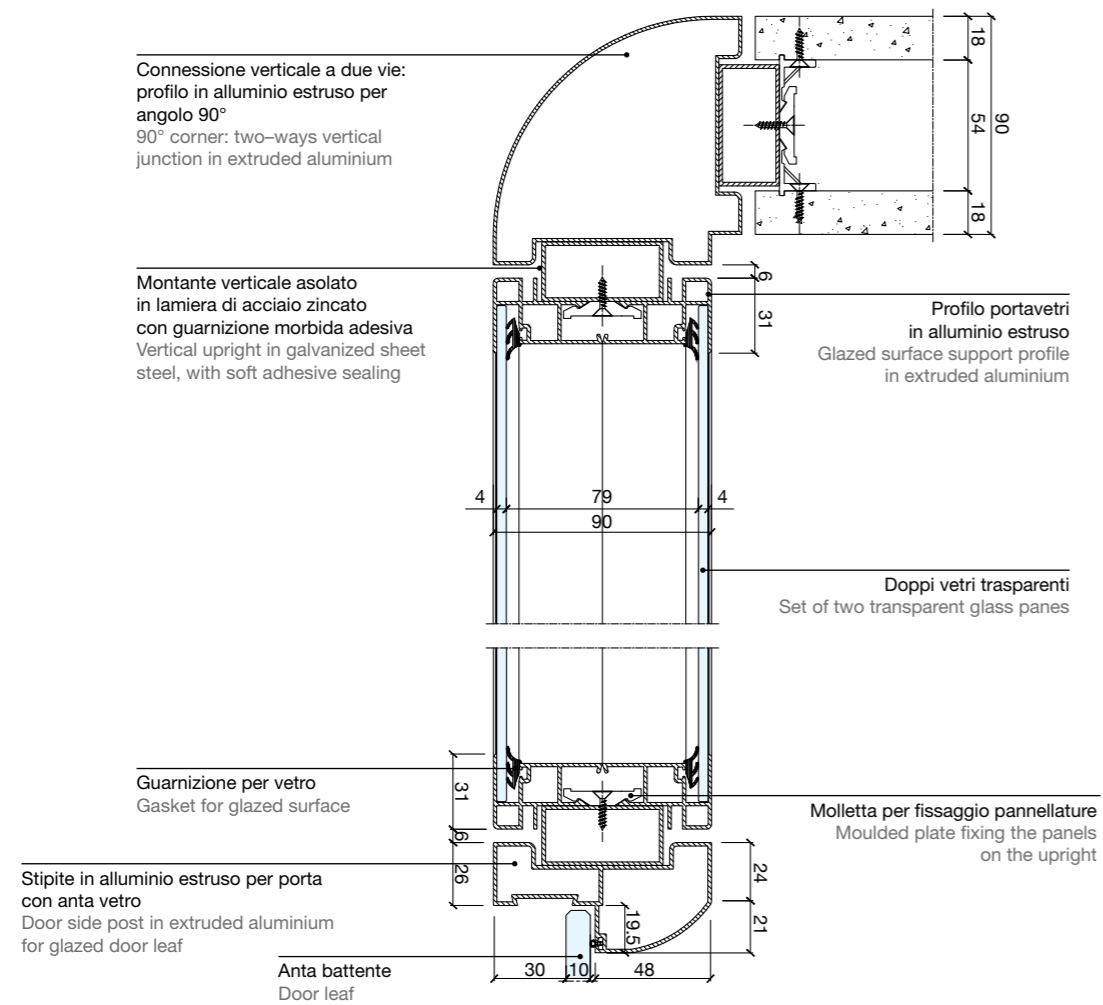 Connessione verticale a due vie:
profilo in alluminio estruso per
angolo 90°
90° corner: two–ways vertical
junction in extruded aluminium
18
54
90
18
Montante verticale asolato
in lamiera di acciaio zincato
con guarnizione morbida adesiva
Vertical upright in galvanized sheet
steel, with soft adhesive sealing
6
31
Profilo portavetri
in alluminio estruso
Glazed surface support profile
in extruded aluminium
4 79 4
90
Doppi vetri trasparenti
Set of two transparent glass panes
Guarnizione per vetro
Gasket for glazed surface
31
6
26
Molletta per fissaggio pannellature
Moulded plate fixing the panels
on the upright
Stipite in alluminio estruso per porta
con anta vetro
Door side post in extruded aluminium
for glazed door leaf
24
21
19.5
Anta battente
Door leaf
30 10 48